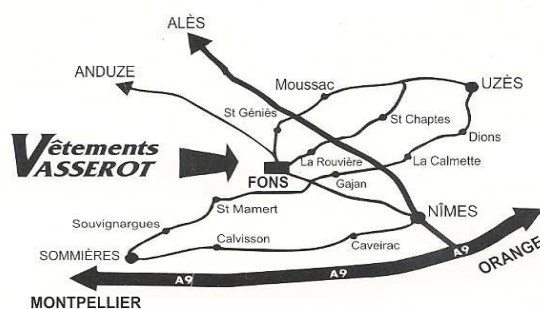 ALÈS
ANDUZE
Moussac
UZÈS
St Géniès
St Chaptes
Dions
Vêtements
VASSEROT
La Rouvière
La Calmette
FONS
Gajan
St Mamert
NÎMES
Souvignargues
Calvisson
Caveirac
SOMMIÈRES
ORANGE
A9
A9
A9
MONTPELLIER